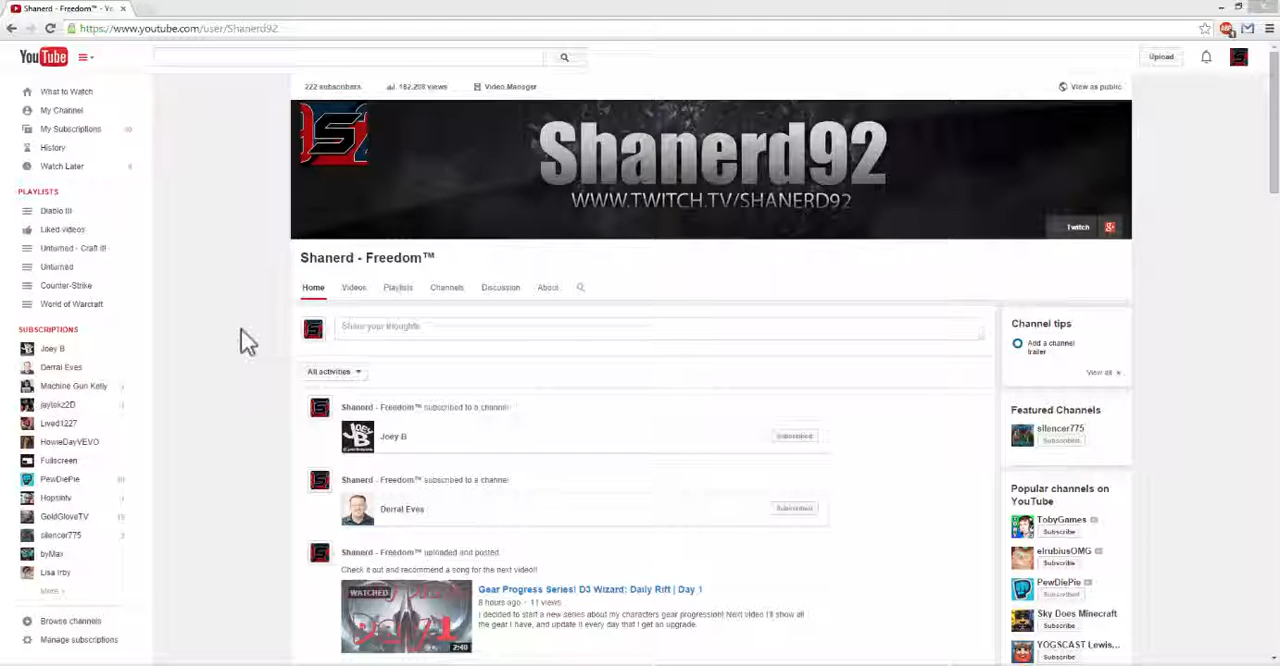 Shanerd - Freedom™ - Yo
https://www.youtube.com/user/Shanerd92
YouTube
Upload
What to Watch
My Channel
My Subscriptions
History
Watch Later
PLAYLISTS
Diablo III
Liked videos
Unturned - Craft It!
Unturned
Counter-Strike
World of Warcraft
SUBSCRIPTIONS
Joey B
Derral Eves
Machine Gun Kelly
jaytekz2D
Lived1227
HowieDayVEVO
Fullscreen
PewDiePie
Hopsintv
GoldGloveTV
silencer775
byMax
Lisa Irby
More
Browse channels
Manage subscriptions
222 subscribers
182,208 views
Video Manager
View as public
Shanerd92
WWW.TWITCH.TV/SHANERD92
Twitch
Shanerd - Freedom™
Home Videos Playlists Channels Discussion About
Share your thoughts
All activities
Shanerd - Freedom™ subscribed to a channel
Joey B
Subscribed
Shanerd - Freedom™ subscribed to a channel
Derral Eves
Subscribed
Shanerd - Freedom™ uploaded and posted
Check it out and recommend a song for the next video!!
WATCHED
2:40
Gear Progress Series! D3 Wizard: Daily Rift | Day 1
8 hours ago · 11 views
I decided to start a new series about my characters gear progression! Next video I'll show all
the gear I have, and update it every day that I get an upgrade.
Channel tips
Add a channel
trailer
View all
Featured Channels
silencer775
Subscribed
Popular channels on
YouTube
TobyGames
Subscribe
elrubiusOMG
Subscribe
PewDiePie
Subscribed
Sky Does Minecraft
Subscribe
YOGSCAST Lewis...
Subscribe